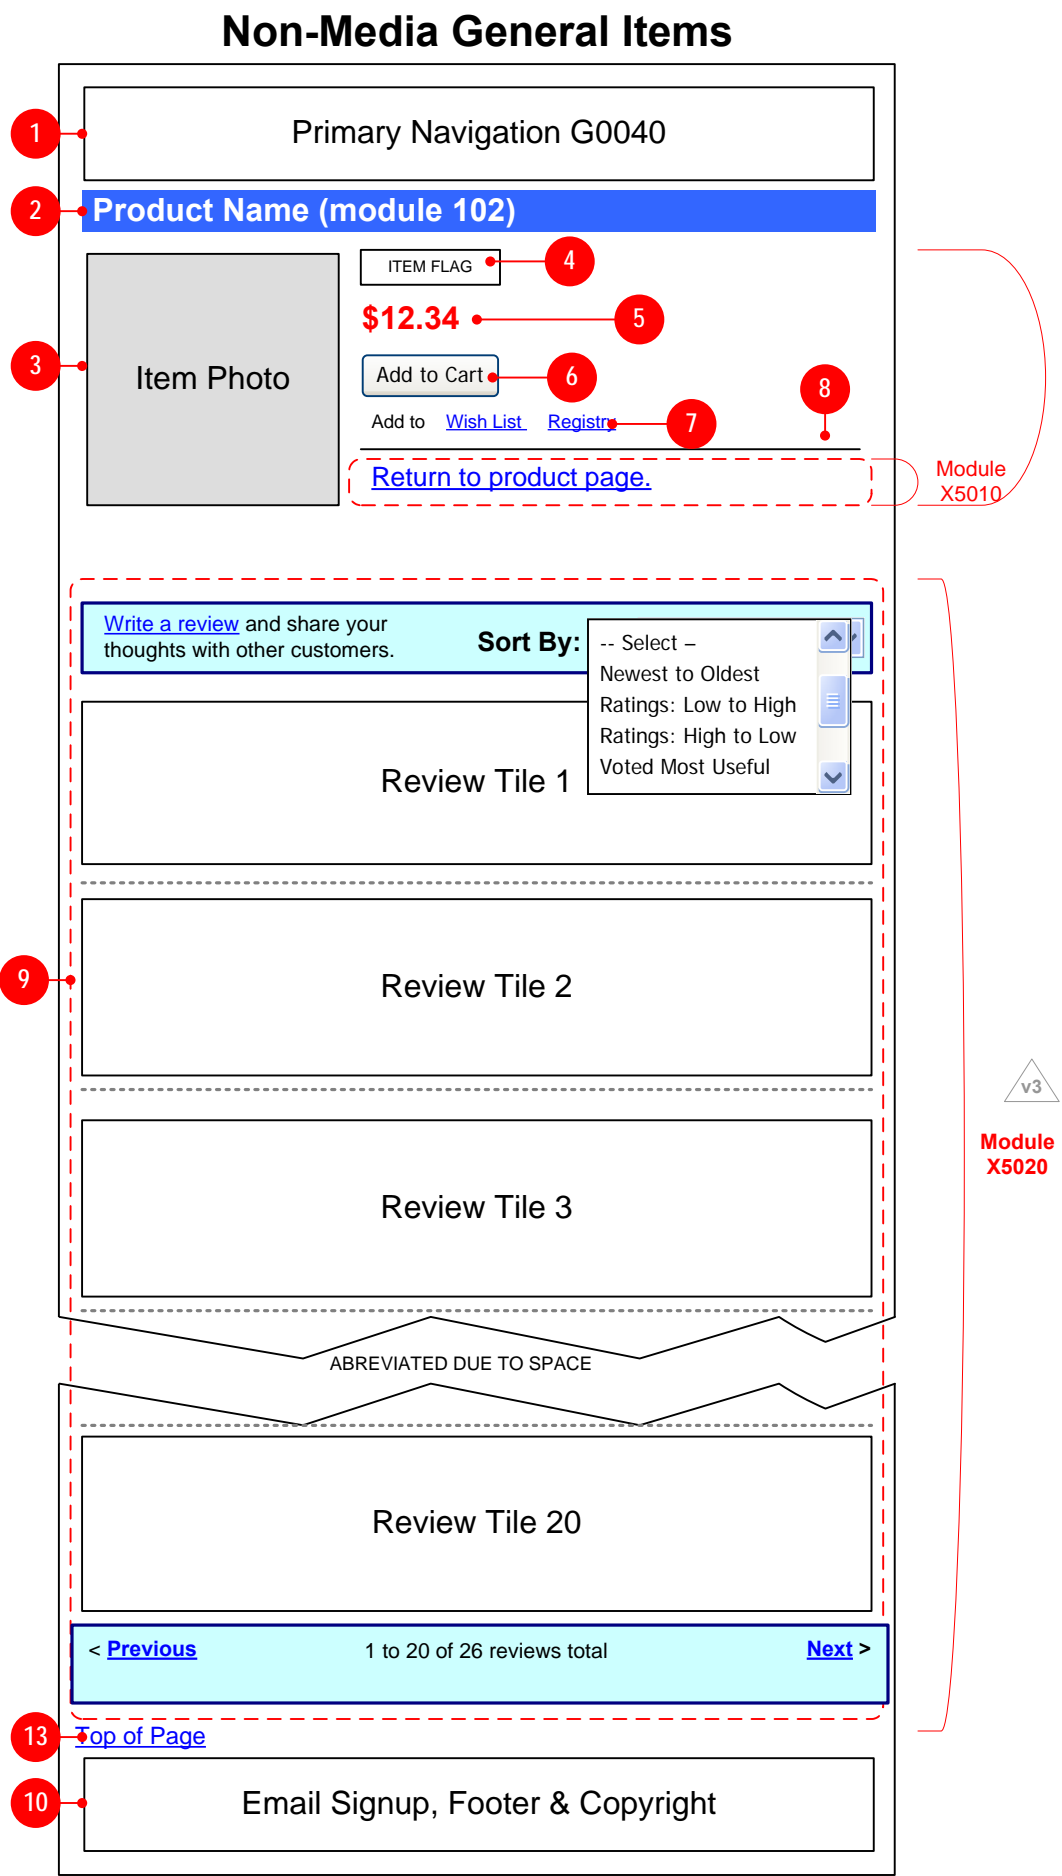 Non-Media General Items
1
Primary Navigation G0040
2
Product Name (module 102)
ITEM FLAG
4
$12.34
5
3
Item Photo
Add to Cart
6
8
Add to Wish List Registry
7
Return to product page.
Module
X5010
Write a review and share your
thoughts with other customers.
Sort By:
-- Select –
Newest to Oldest
Ratings: Low to High
Ratings: High to Low
Voted Most Useful
Review Tile 1
9
Review Tile 2
v3
Module
X5020
Review Tile 3
ABREVIATED DUE TO SPACE
Review Tile 20
< Previous
1 to 20 of 26 reviews total
Next >
13
Top of Page
10
Email Signup, Footer & Copyright